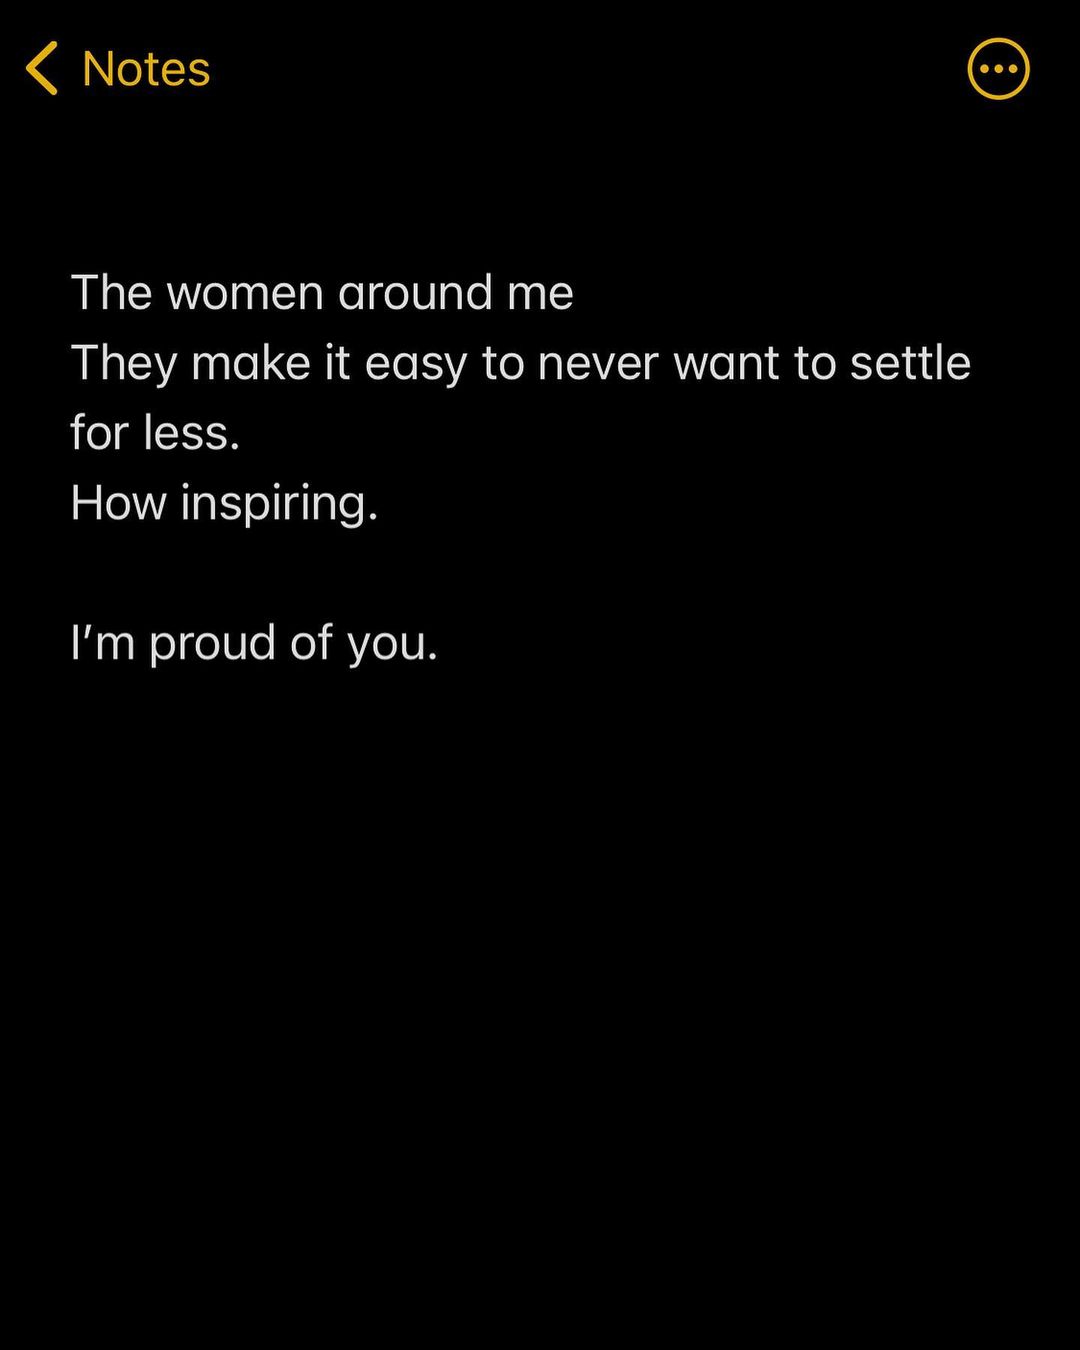 Notes
The women around me
They make it easy to never want to settle
for less.
How inspiring.
I’m proud of you.